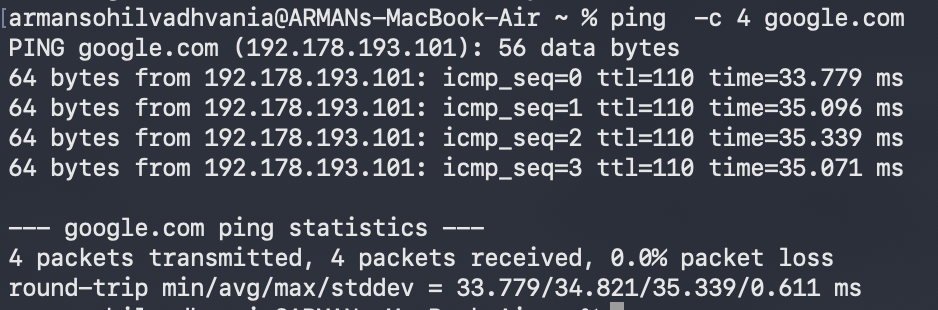 [armansohilvadhvania@ARMANs-MacBook-Air ~ % ping  -c 4 google.com
PING google.com (192.178.193.101): 56 data bytes
64 bytes from 192.178.193.101: icmp_seq=0 ttl=110 time=33.779 ms
64 bytes from 192.178.193.101: icmp_seq=1 ttl=110 time=35.096 ms
64 bytes from 192.178.193.101: icmp_seq=2 ttl=110 time=35.339 ms
64 bytes from 192.178.193.101: icmp_seq=3 ttl=110 time=35.071 ms
--- google.com ping statistics ---
4 packets transmitted, 4 packets received, 0.0% packet loss
round-trip min/avg/max/stddev = 33.779/34.821/35.339/0.611 ms